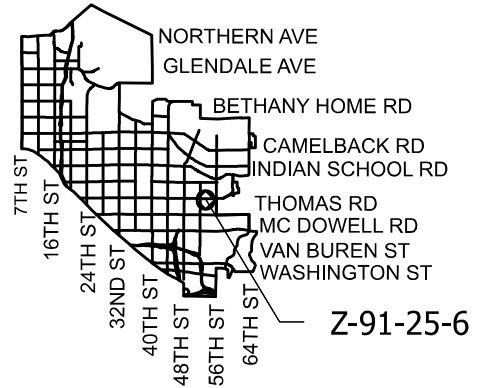 NORTHERN AVE
GLENDALE AVE
BETHANY HOME RD
CAMELBACK RD
INDIAN SCHOOL RD
THOMAS RD
MC DOWELL RD
VAN BUREN ST
WASHINGTON ST
7TH ST
16TH ST
24TH ST
32ND ST
40TH ST
48TH ST
56TH ST
64TH ST
Z-91-25-6